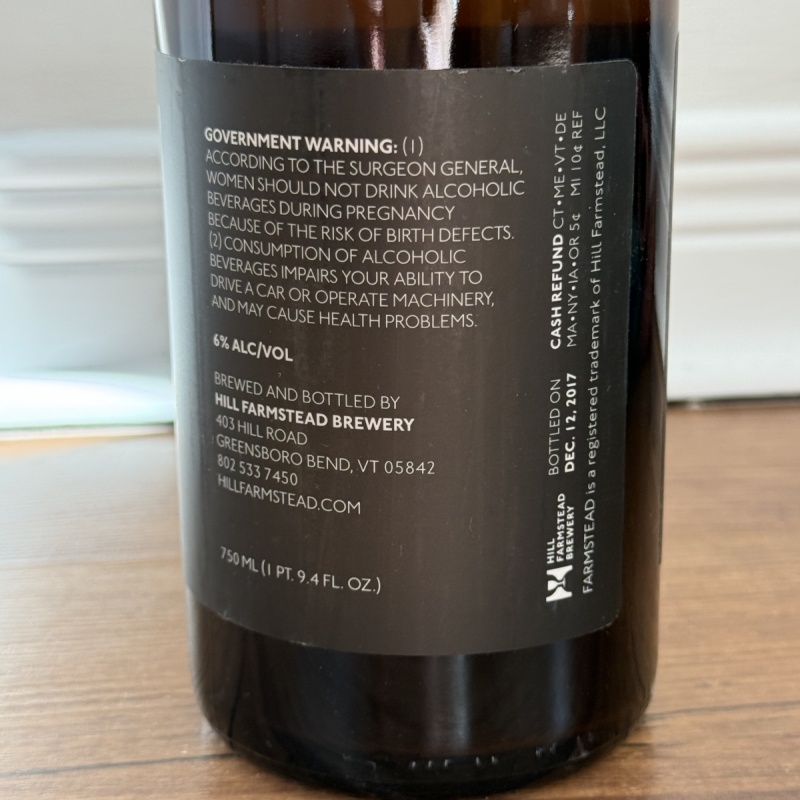 GOVERNMENT WARNING: (1)
ACCORDING TO THE SURGEON GENERAL,
WOMEN SHOULD NOT DRINK ALCOHOLIC
BEVERAGES DURING PREGNANCY
BECAUSE OF THE RISK OF BIRTH DEFECTS.
(2) CONSUMPTION OF ALCOHOLIC
BEVERAGES IMPAIRS YOUR ABILITY TO
DRIVE A CAR OR OPERATE MACHINERY,
AND MAY CAUSE HEALTH PROBLEMS.
6% ALC/VOL
BREWED AND BOTTLED BY
HILL FARMSTEAD BREWERY
403 HILL ROAD
GREENSBORO BEND, VT 05842
802 533 7450
HILLFARMSTEAD.COM
750 ML (1 PT. 9.4 FL. OZ.)
HILL
FARMSTEAD
BREWERY
BOTTLED ON
DEC. 12, 2017
CASH REFUND CT•ME•VT•DE
MA•NY•IA•OR 5¢ MI 10¢ REF
FARMSTEAD is a registered trademark of Hill Farmstead, LLC